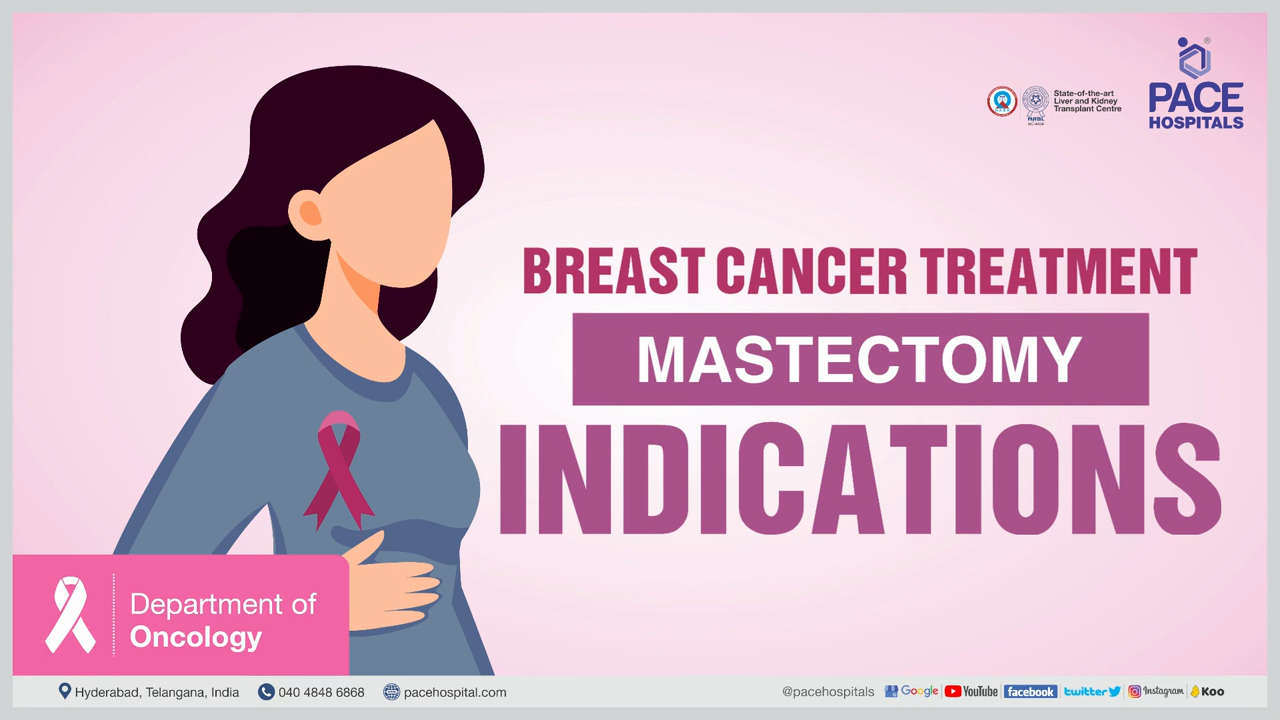 State-of-the-art
Liver and Kidney
Transplant Centre
PACE
HOSPITALS
BREAST CANCER TREATMENT
MASTECTOMY
INDICATIONS
Department of
Oncology
Hyderabad, Telangana, India
040 4848 6668
pacehospital.com
@pacehospitals
Google
YouTube
facebook
twitter
Instagram
Koo